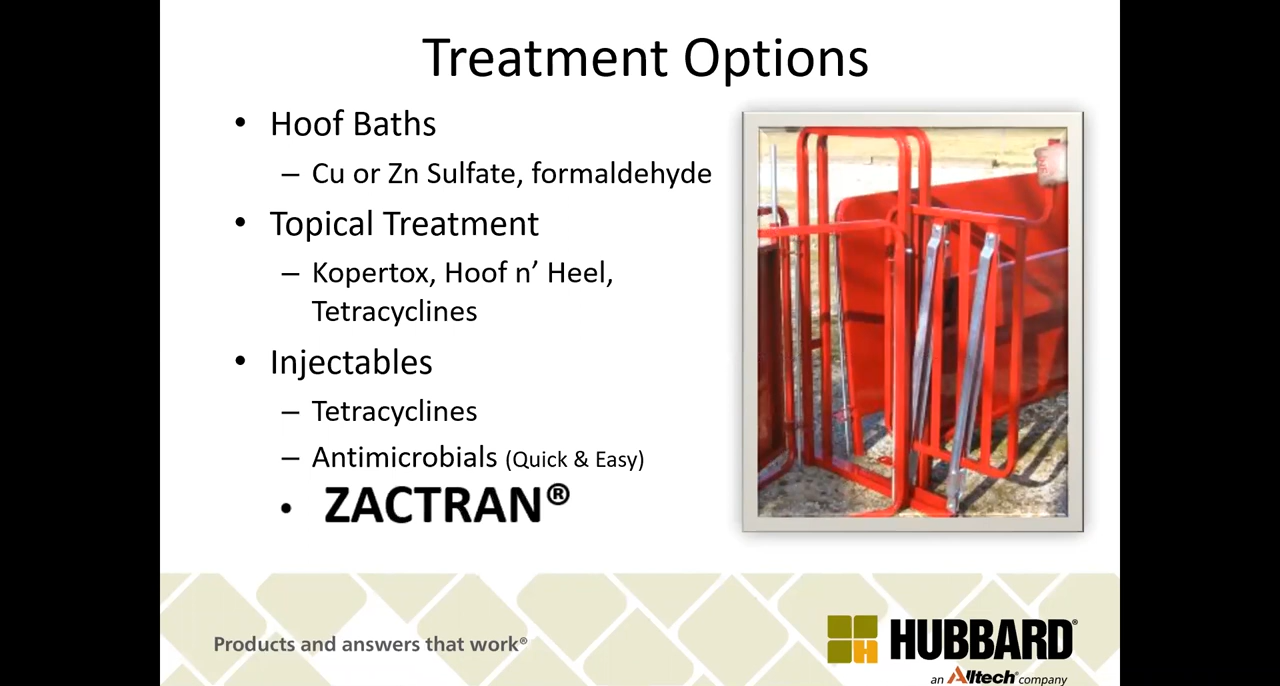 Treatment Options
• Hoof Baths
– Cu or Zn Sulfate, formaldehyde
• Topical Treatment
– Kopertox, Hoof n’ Heel,
Tetracyclines
• Injectables
– Tetracyclines
– Antimicrobials (Quick & Easy)
• ZACTRAN®
Products and answers that work®
H HUBBARD®
an Alltech® company